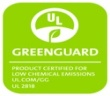 UL
GREENGUARD
PRODUCT CERTIFIED FOR
LOW CHEMICAL EMISSIONS
UL.COM/GG
UL 2818